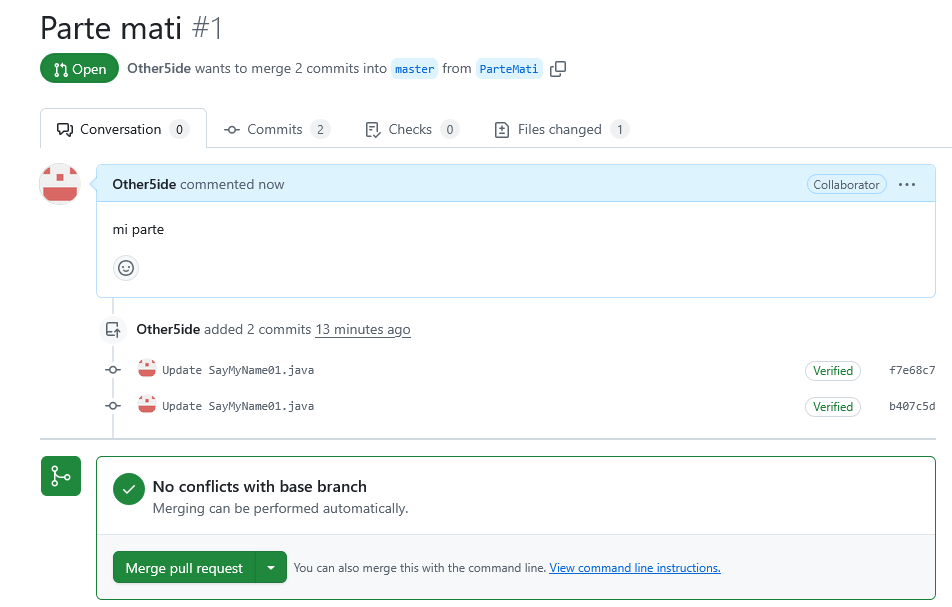 Parte mati #1
Open Other5ide wants to merge 2 commits into master from ParteMati
Conversation 0 Commits 2 Checks 0 Files changed 1
Other5ide commented now Collaborator
mi parte
Other5ide added 2 commits 13 minutes ago
Update SayMyName01.java Verified f7e68c7
Update SayMyName01.java Verified b407c5d
No conflicts with base branch
Merging can be performed automatically.
Merge pull request You can also merge this with the command line. View command line instructions.